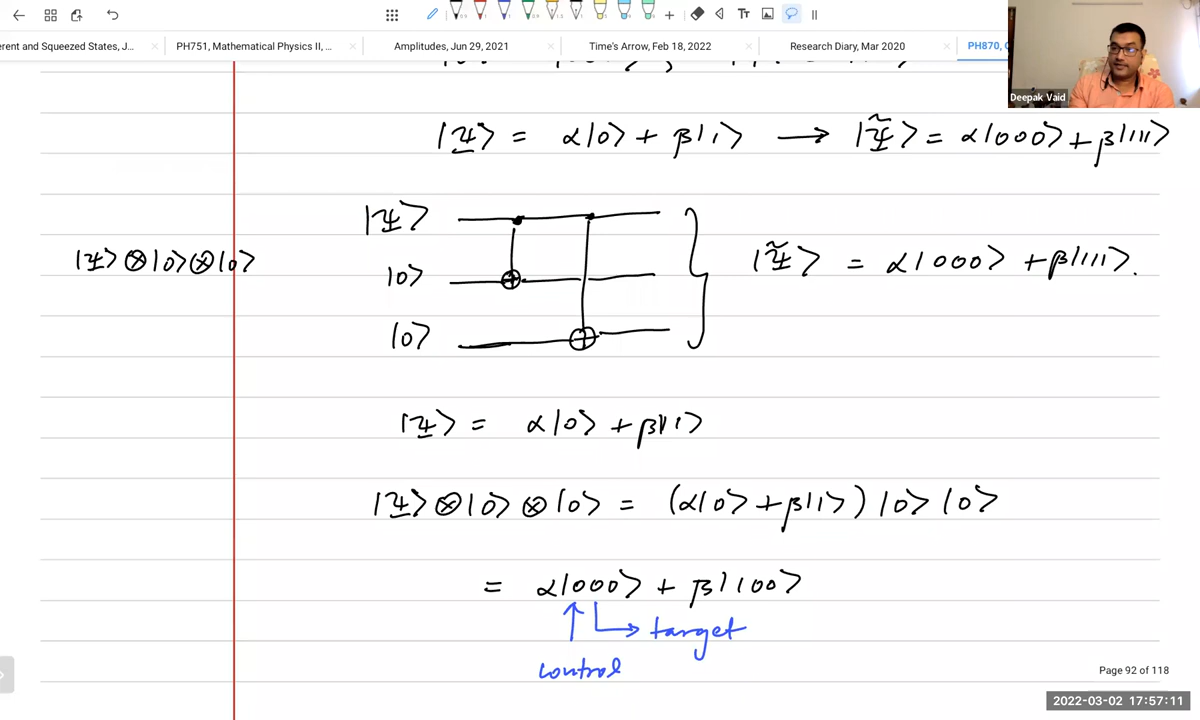 erent and Squeezed States, J... × PH751, Mathematical Physics II, ... × Amplitudes, Jun 29, 2021 × Time's Arrow, Feb 18, 2022 × Research Diary, Mar 2020 × PH870,
Deepak Vaid
|Ψ⟩ = α|0⟩ + β|1⟩ → |Ψ̃⟩ = α|000⟩ + β|111⟩
|Ψ⟩
|Ψ⟩⊗|0⟩⊗|0⟩ |0⟩ |Ψ̃⟩ = α|000⟩ + β|111⟩.
|0⟩
|Ψ⟩ = α|0⟩ + β|1⟩
|Ψ⟩⊗|0⟩⊗|0⟩ = (α|0⟩ + β|1⟩)|0⟩|0⟩
= α|000⟩ + β|100⟩
target
control
Page 92 of 118
2022-03-02 17:57:11